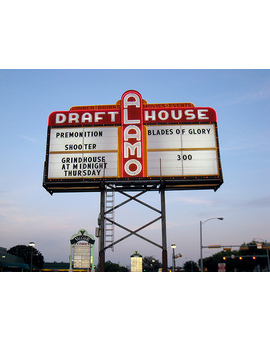 DRAFT HOUSE
ALAMO
PREMONITION
SHOOTER
GRINDHOUSE
AT MIDNIGHT
THURSDAY
BLADES OF GLORY
300